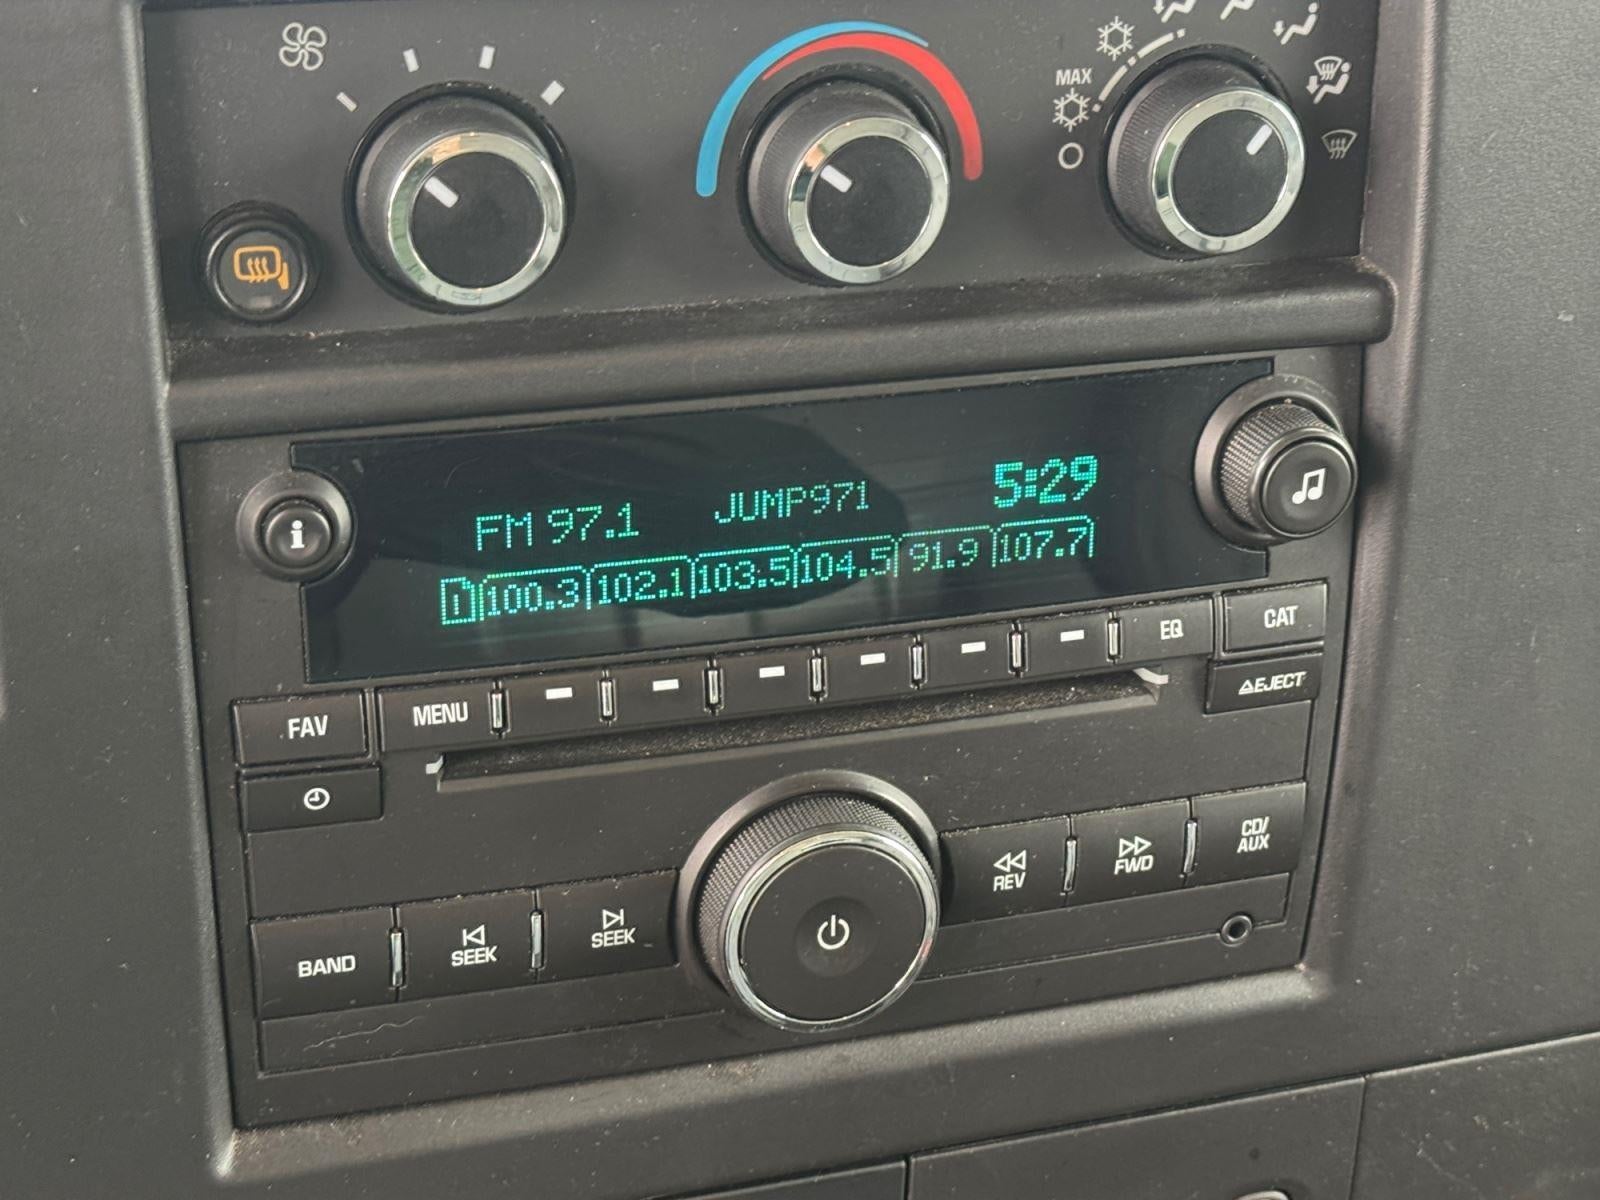 MAX
i
FM 97.1 JUMP971 5:29
1 100.3 102.1 103.5 104.5 91.9 107.7
EQ CAT
FAV MENU EJECT
REV FWD CD/AUX
BAND SEEK SEEK